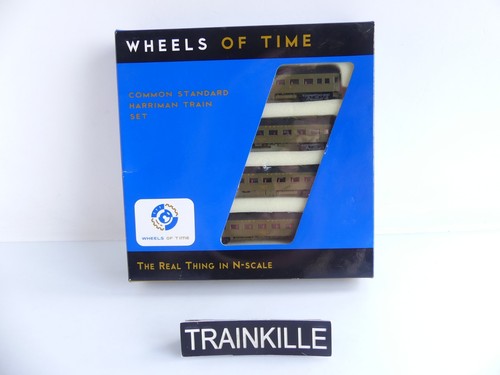 WHEELS OF TIME
COMMON STANDARD
HARRIMAN TRAIN
SET
WHEELS OF TIME
THE REAL THING IN N-SCALE
TRAINKILLE